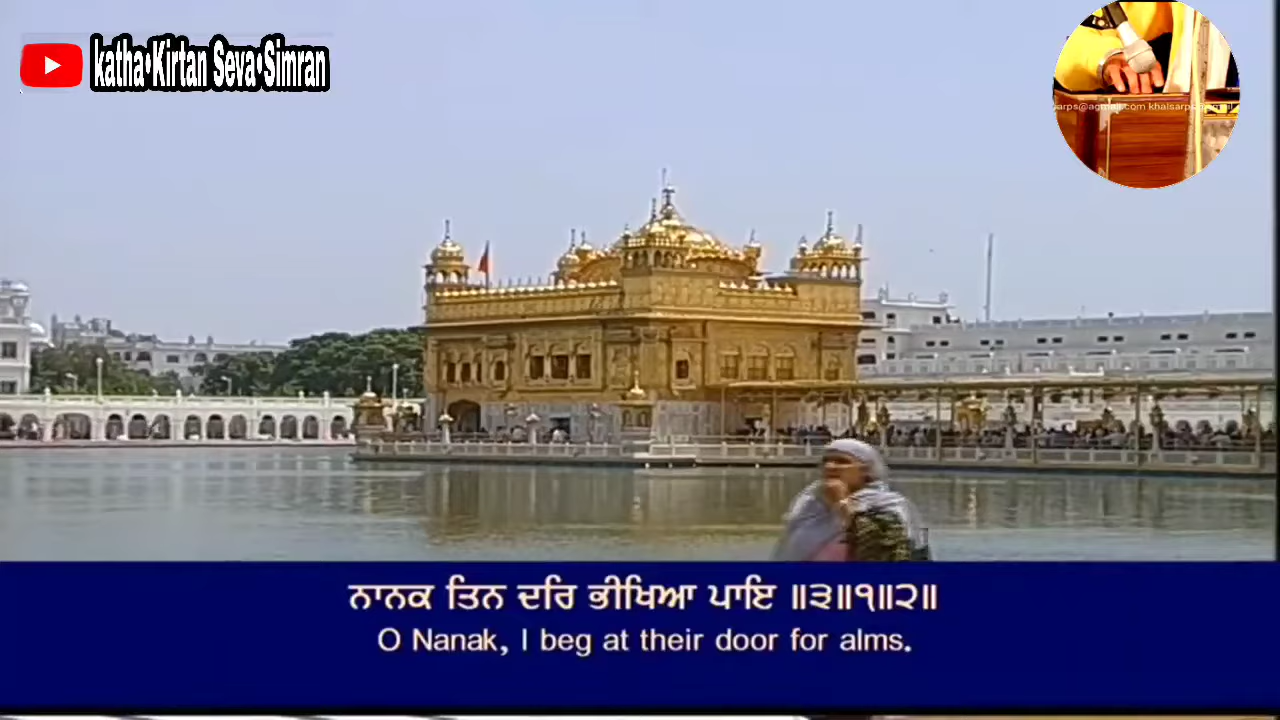 katha•Kirtan Seva•Simran
ਨਾਨਕ ਤਿਨ ਦਰਿ ਭੀਖਿਆ ਪਾਇ ॥੩॥੧॥੨॥
O Nanak, I beg at their door for alms.